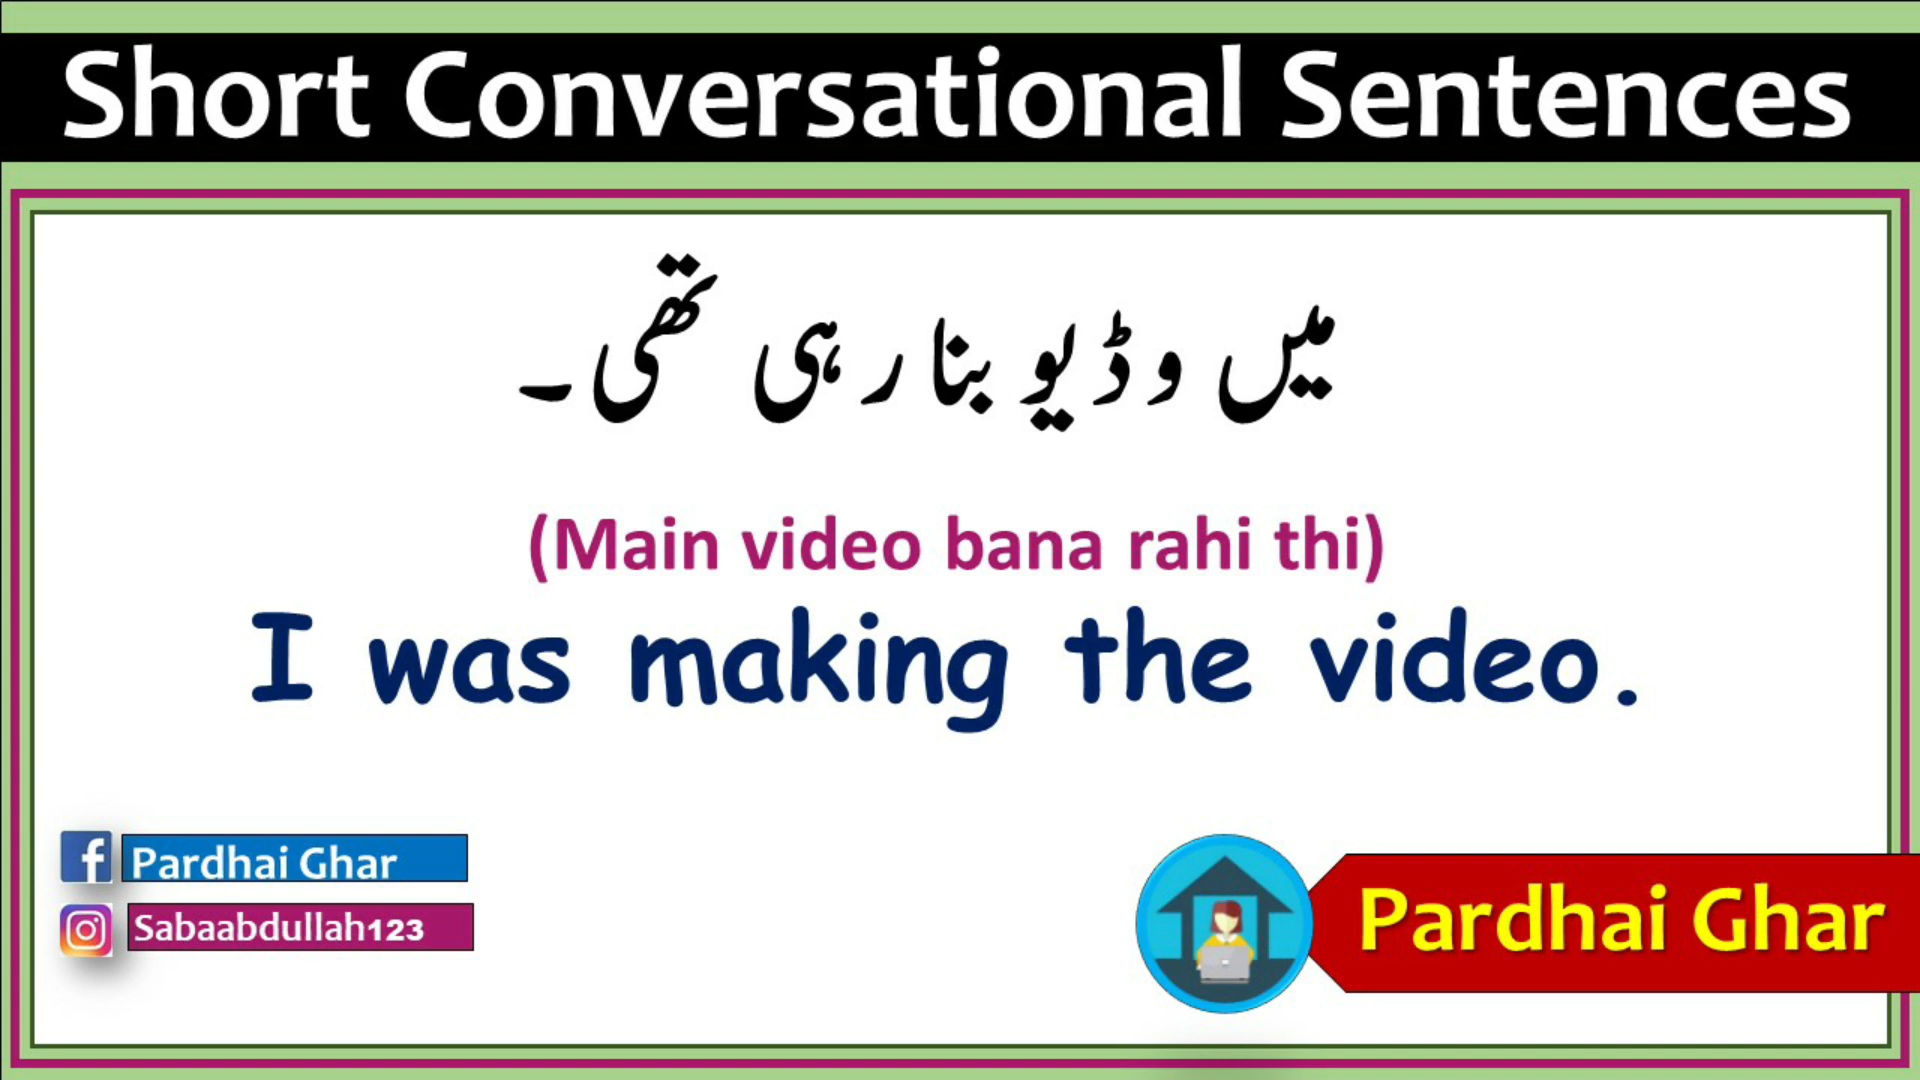 Short Conversational Sentences
میں وڈیو بنا رہی تھی۔
(Main video bana rahi thi)
I was making the video.
Pardhai Ghar
Sabaabdullah123
Pardhai Ghar